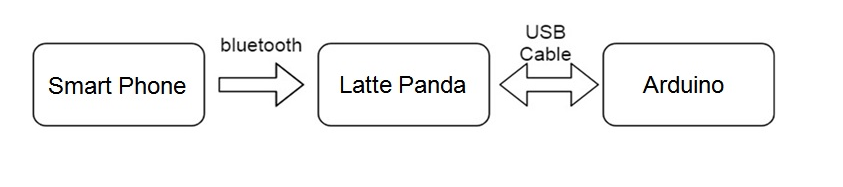 Smart Phone
bluetooth
Latte Panda
USB
Cable
Arduino